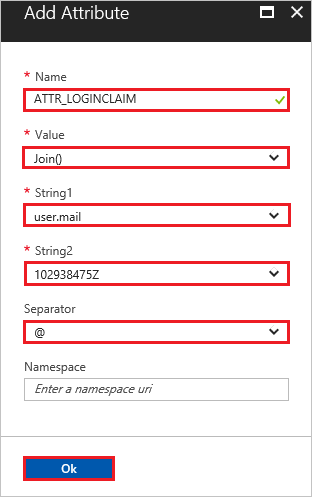 Add Attribute
* Name
ATTR_LOGINCLAIM
* Value
Join()
* String1
user.mail
* String2
102938475Z
Separator
@
Namespace
Enter a namespace uri
Ok